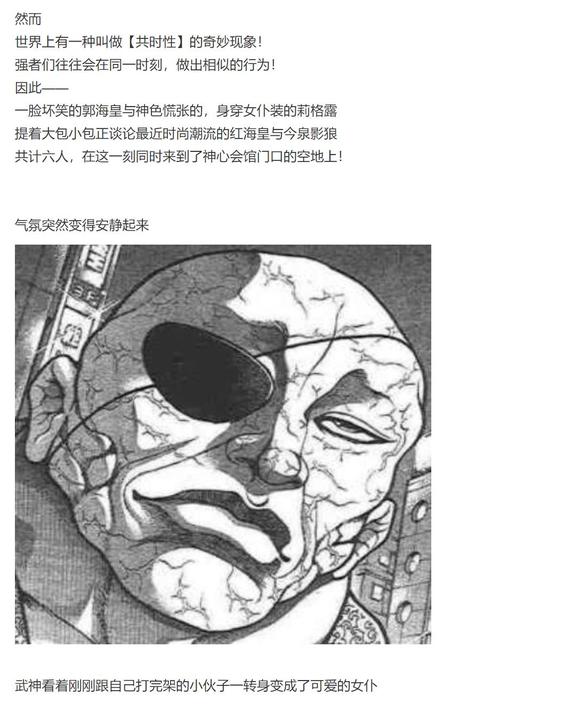 然而
世界上有一种叫做【共时性】的奇妙现象！
强者们往往会在同一时刻，做出相似的行为！
因此——
一脸坏笑的郭海皇与神色慌张的，身穿女仆装的莉格露
提着大包小包正谈论最近时尚潮流的红海皇与今泉影狼
共计六人，在这一刻同时来到了神心会馆门口的空地上！
气氛突然变得安静起来
武神看着刚刚跟自己打完架的小伙子一转身变成了可爱的女仆